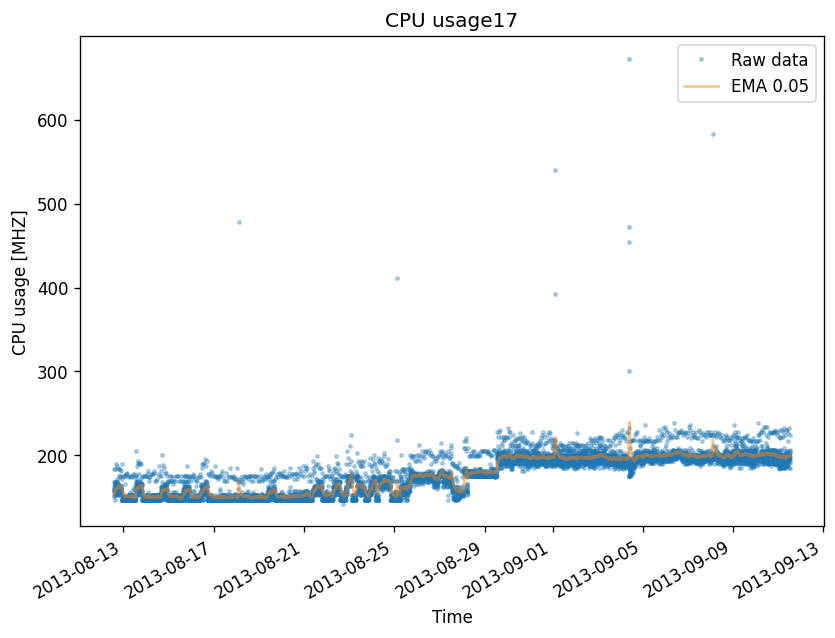 CPU usage17
Raw data
EMA 0.05
CPU usage [MHZ]
600
500
400
300
200
2013-08-13
2013-08-17
2013-08-21
2013-08-25
2013-08-29
2013-09-01
2013-09-05
2013-09-09
2013-09-13
Time